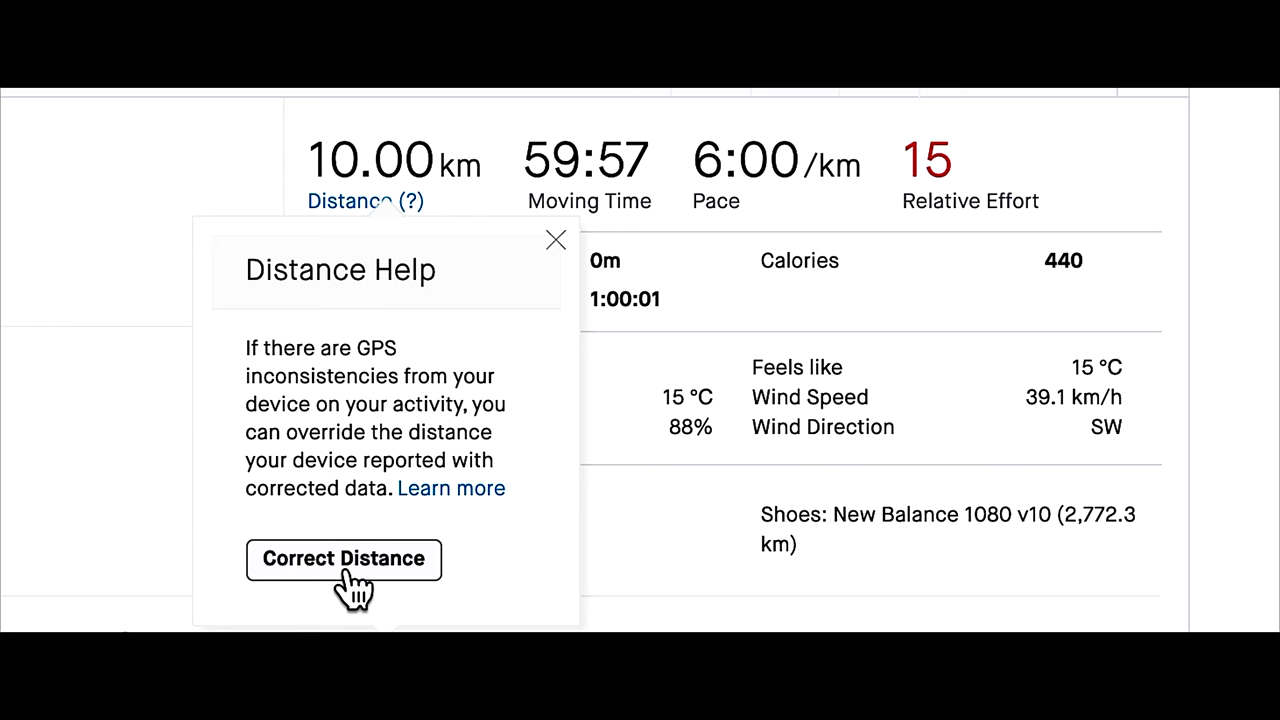 10.00 km 59:57 6:00 /km 15
Distance (?) Moving Time Pace Relative Effort
Distance Help
If there are GPS
inconsistencies from your
device on your activity, you
can override the distance
your device reported with
corrected data. Learn more
Correct Distance
0m Calories 440
1:00:01
Feels like 15 °C
15 °C Wind Speed 39.1 km/h
88% Wind Direction SW
Shoes: New Balance 1080 v10 (2,772.3
km)